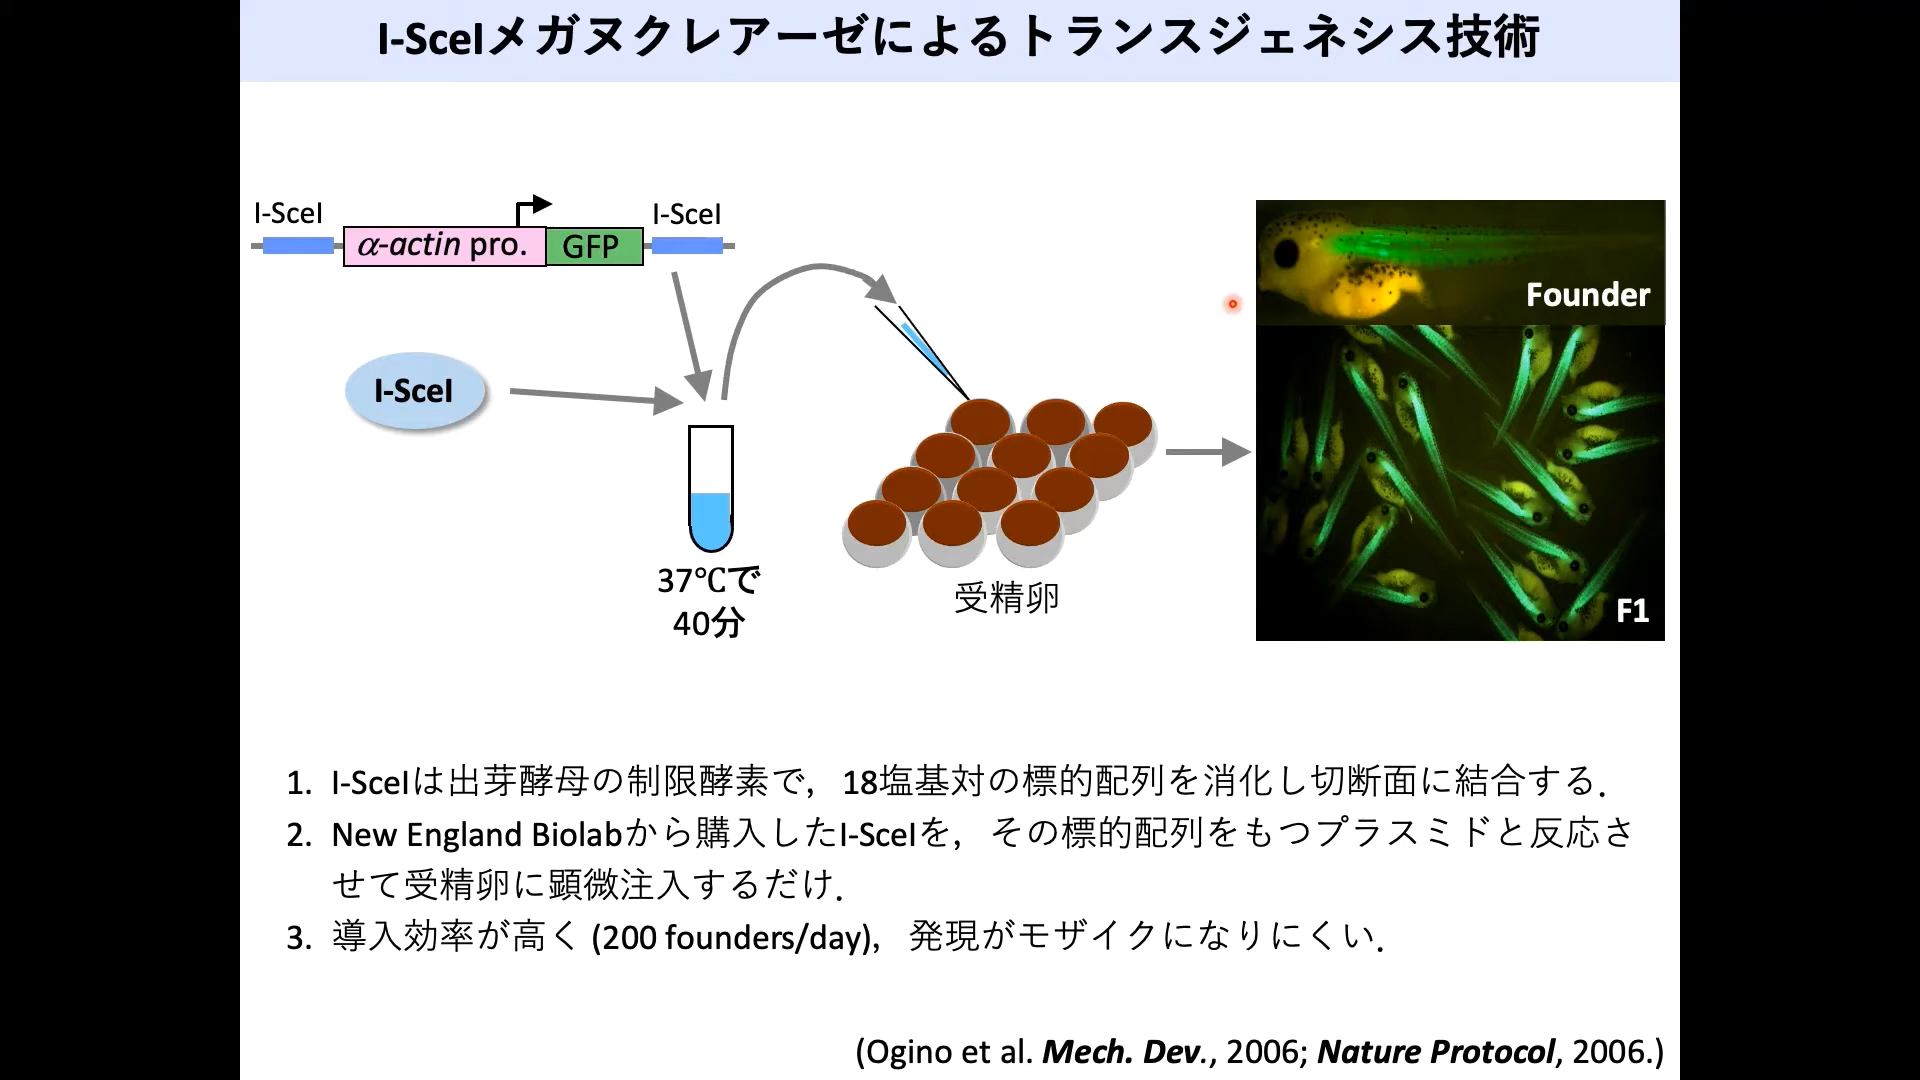 I-SceIメガヌクレアーゼによるトランスジェネシス技術
I-SceI
I-SceI
α-actin pro.
GFP
I-SceI
37℃で
40分
受精卵
Founder
F1
1. I-SceIは出芽酵母の制限酵素で，18塩基対の標的配列を消化し切断面に結合する．
2. New England Biolabから購入したI-SceIを，その標的配列をもつプラスミドと反応さ
せて受精卵に顕微注入するだけ．
3. 導入効率が高く (200 founders/day)，発現がモザイクになりにくい．
(Ogino et al. Mech. Dev., 2006; Nature Protocol, 2006.)